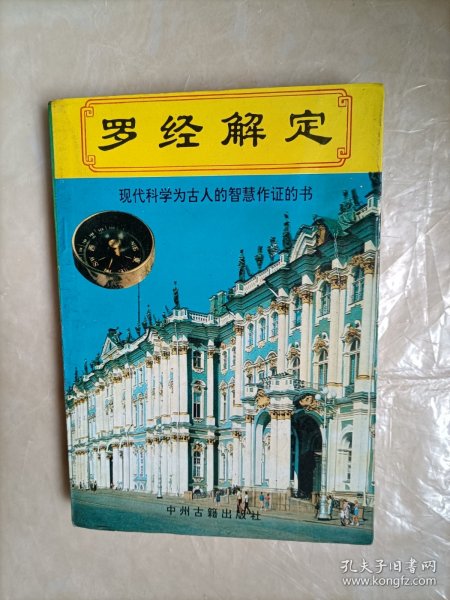 罗经解定
现代科学为古人的智慧作证的书
中州古籍出版社
孔夫子旧书网
www.kongfz.com